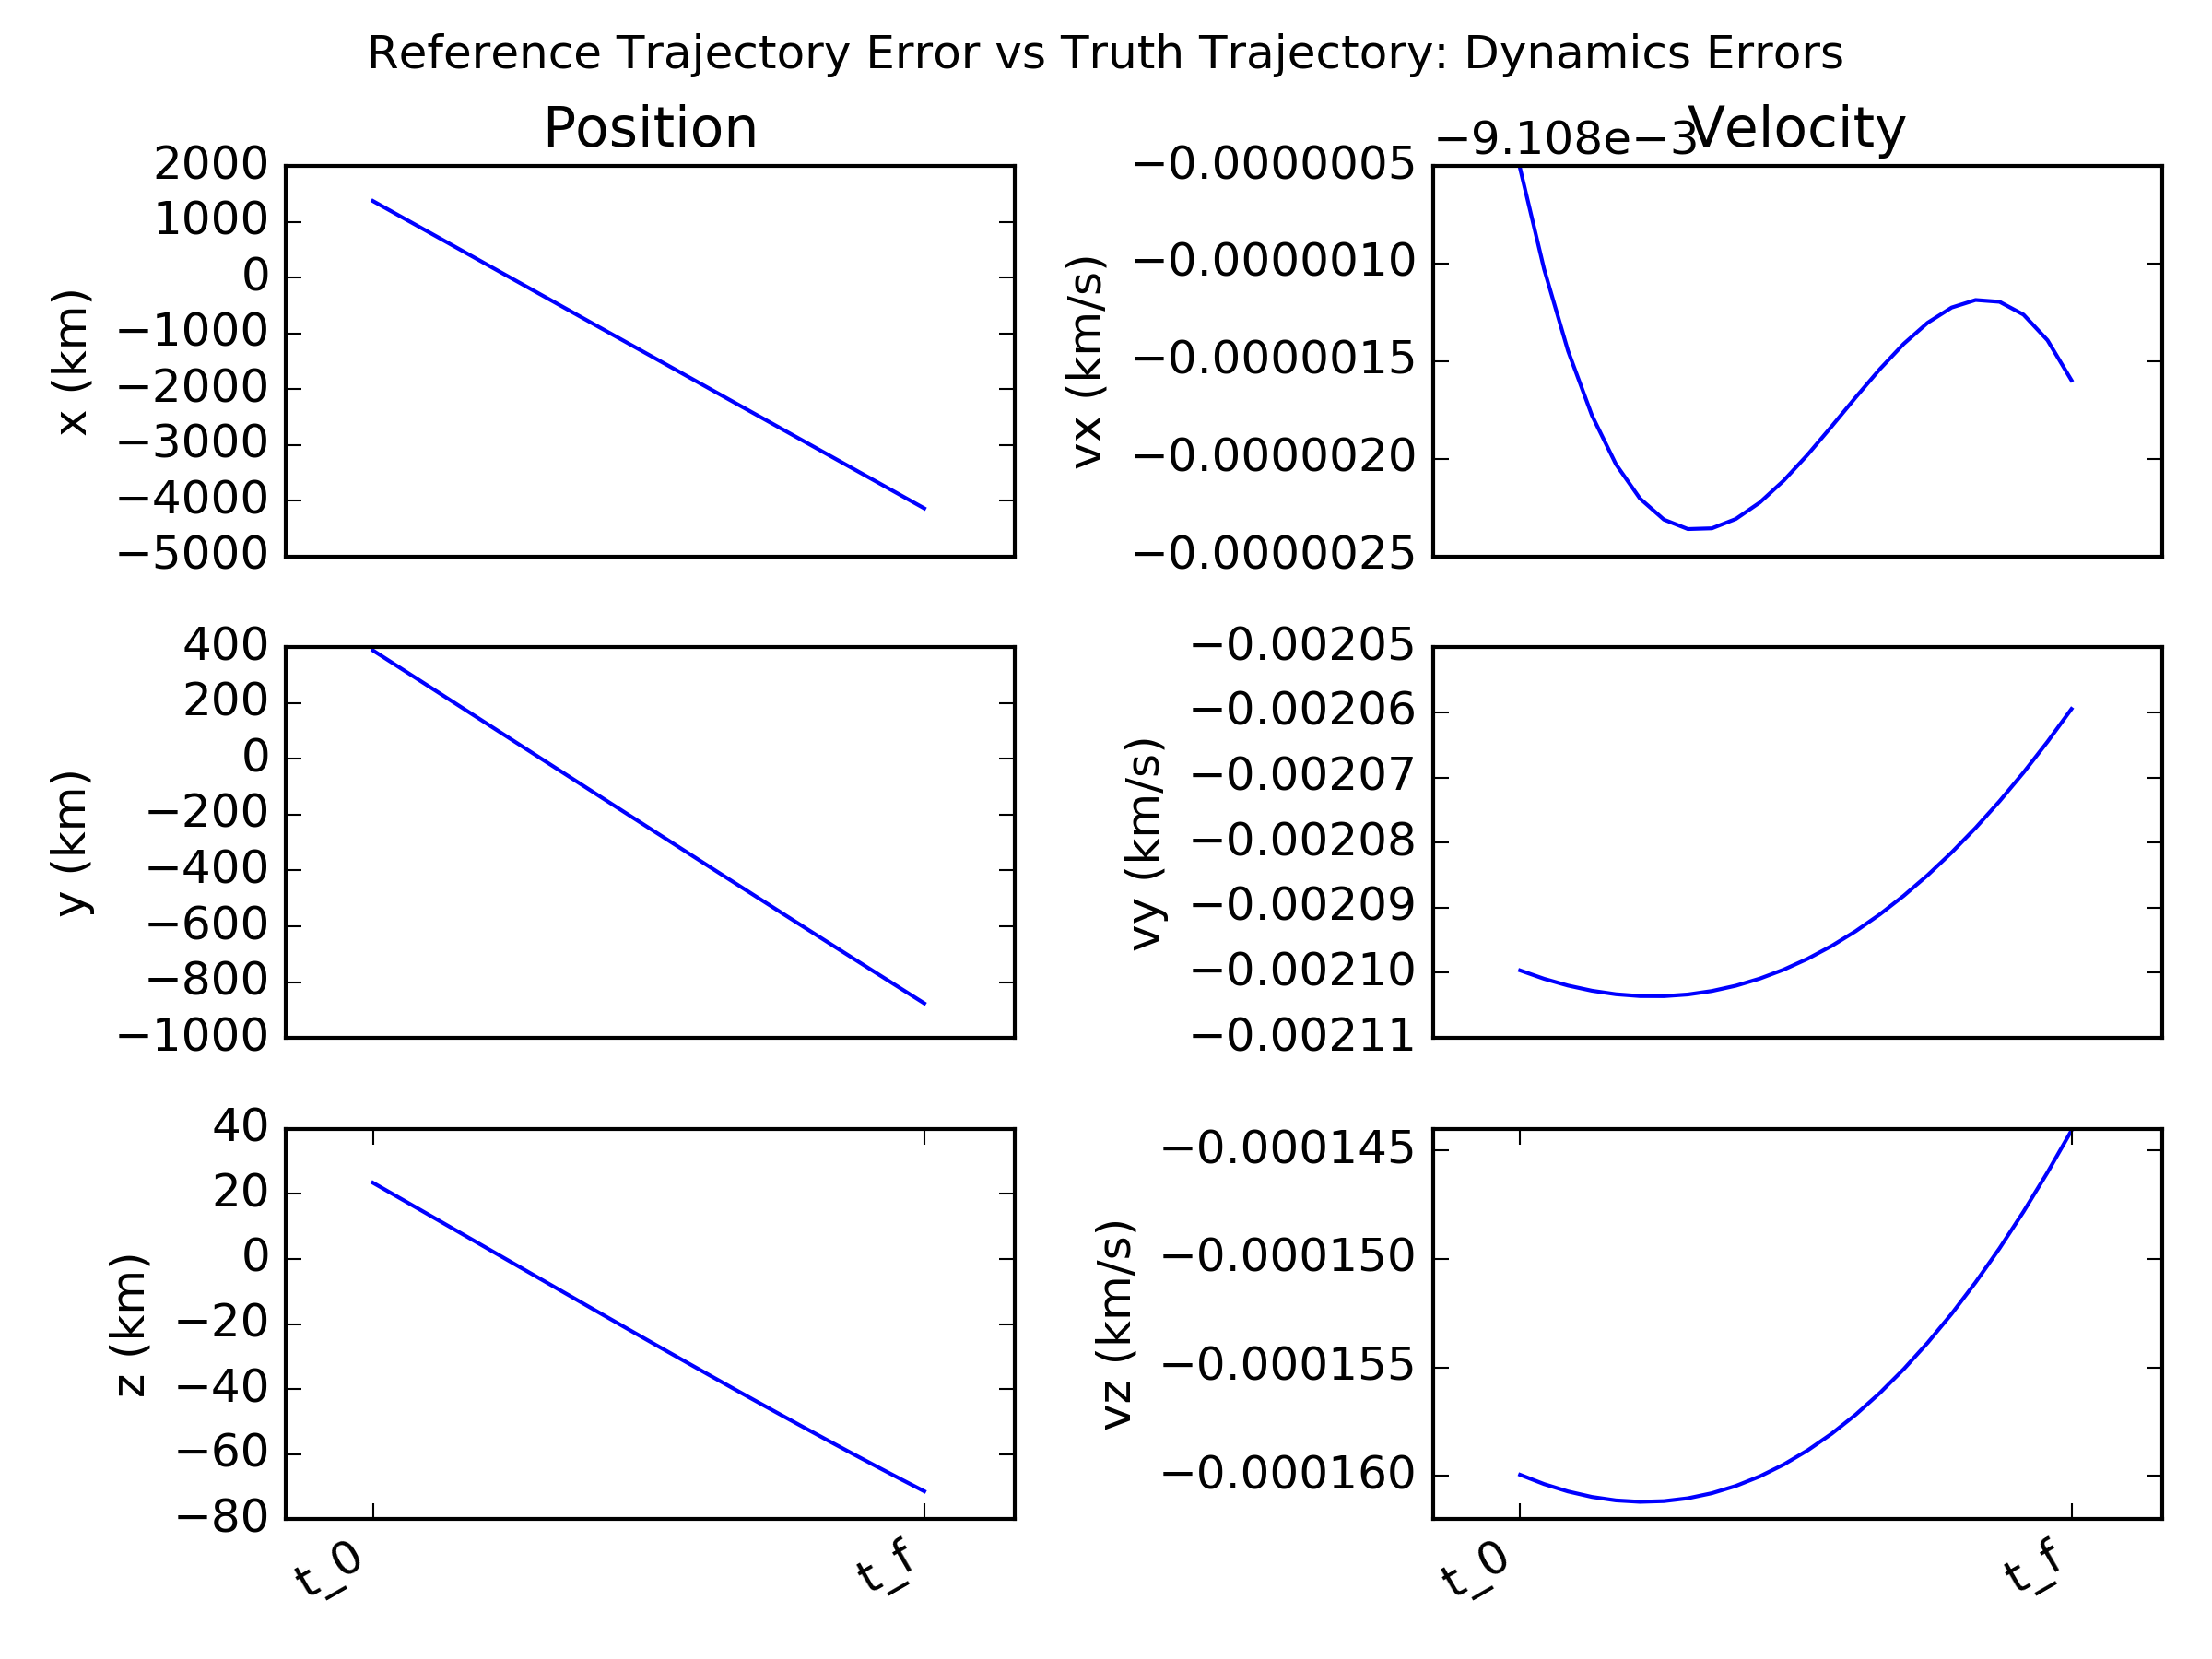 Reference Trajectory Error vs Truth Trajectory: Dynamics Errors
Position
2000
1000
0
−1000
−2000
−3000
−4000
−5000
x (km)
−9.108e−3
Velocity
−0.0000005
−0.0000010
−0.0000015
−0.0000020
−0.0000025
vx (km/s)
400
200
0
−200
−400
−600
−800
−1000
y (km)
−0.00205
−0.00206
−0.00207
−0.00208
−0.00209
−0.00210
−0.00211
vy (km/s)
40
20
0
−20
−40
−60
−80
z (km)
t_0
t_f
−0.000145
−0.000150
−0.000155
−0.000160
vz (km/s)
t_0
t_f